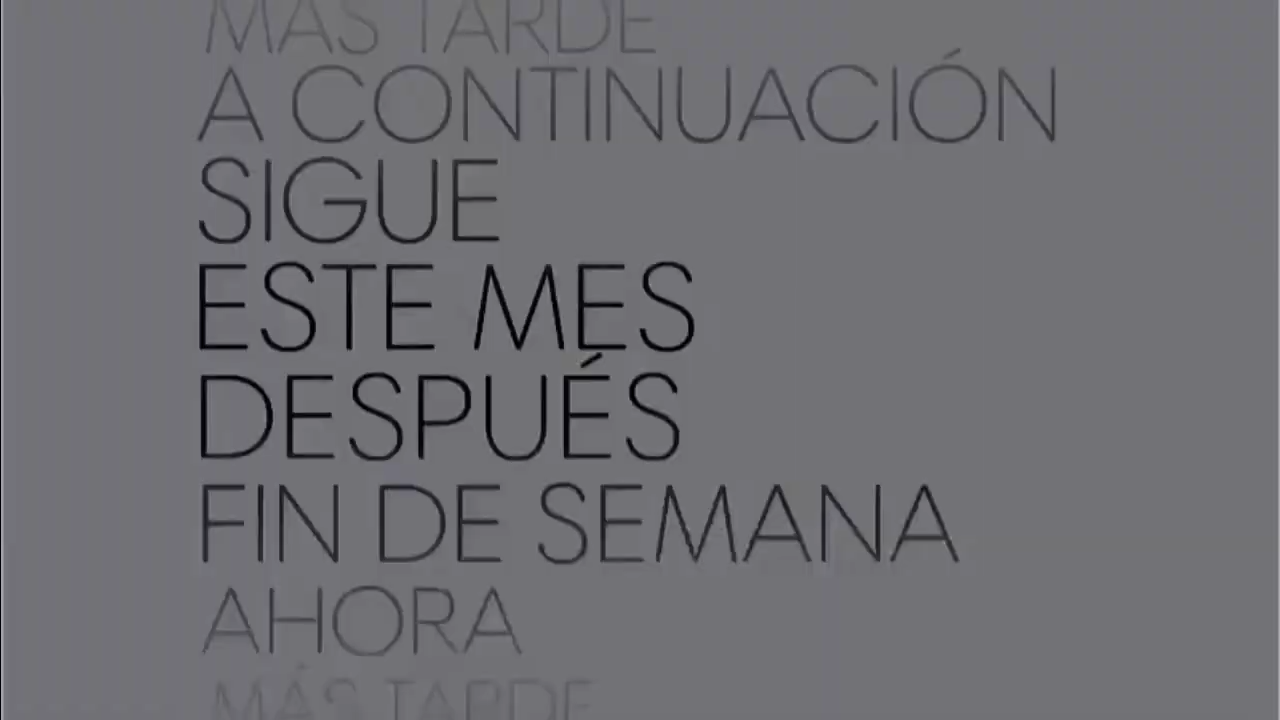 MÁS TARDE
A CONTINUACIÓN
SIGUE
ESTE MES
DESPUÉS
FIN DE SEMANA
AHORA
MÁS TARDE